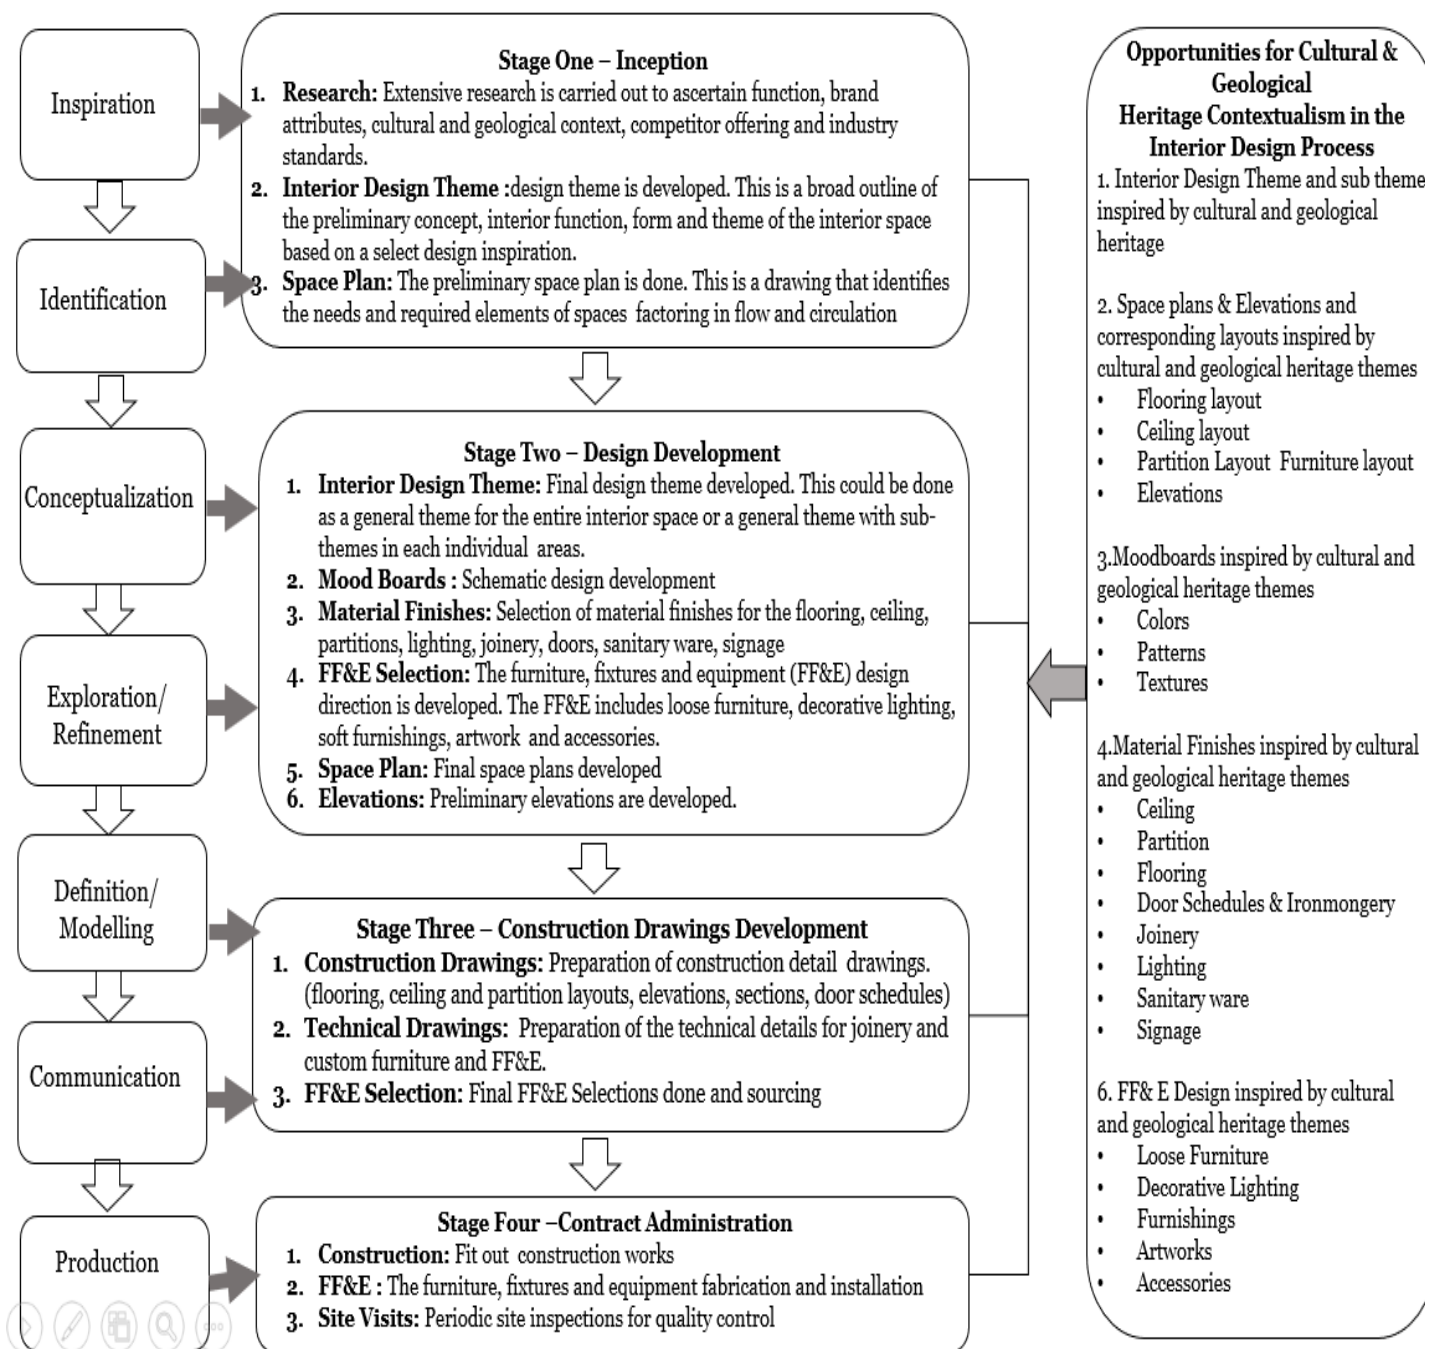 Inspiration
Identification
Conceptualization
Exploration/
Refinement
Definition/
Modelling
Communication
Production
Stage One – Inception
1. Research: Extensive research is carried out to ascertain function, brand
attributes, cultural and geological context, competitor offering and industry
standards.
2. Interior Design Theme :design theme is developed. This is a broad outline of
the preliminary concept, interior function, form and theme of the interior space
based on a select design inspiration.
3. Space Plan: The preliminary space plan is done. This is a drawing that identifies
the needs and required elements of spaces factoring in flow and circulation
Stage Two – Design Development
1. Interior Design Theme: Final design theme developed. This could be done
as a general theme for the entire interior space or a general theme with sub-
themes in each individual areas.
2. Mood Boards : Schematic design development
3. Material Finishes: Selection of material finishes for the flooring, ceiling,
partitions, lighting, joinery, doors, sanitary ware, signage
4. FF&E Selection: The furniture, fixtures and equipment (FF&E) design
direction is developed. The FF&E includes loose furniture, decorative lighting,
soft furnishings, artwork and accessories.
5. Space Plan: Final space plans developed
6. Elevations: Preliminary elevations are developed.
Stage Three – Construction Drawings Development
1. Construction Drawings: Preparation of construction detail drawings.
(flooring, ceiling and partition layouts, elevations, sections, door schedules)
2. Technical Drawings: Preparation of the technical details for joinery and
custom furniture and FF&E.
3. FF&E Selection: Final FF&E Selections done and sourcing
Stage Four –Contract Administration
1. Construction: Fit out construction works
2. FF&E : The furniture, fixtures and equipment fabrication and installation
3. Site Visits: Periodic site inspections for quality control
Opportunities for Cultural &
Geological
Heritage Contextualism in the
Interior Design Process
1. Interior Design Theme and sub theme
inspired by cultural and geological
heritage
2. Space plans & Elevations and
corresponding layouts inspired by
cultural and geological heritage themes
• Flooring layout
• Ceiling layout
• Partition Layout Furniture layout
• Elevations
3.Moodboards inspired by cultural and
geological heritage themes
• Colors
• Patterns
• Textures
4.Material Finishes inspired by cultural
and geological heritage themes
• Ceiling
• Partition
• Flooring
• Door Schedules & Ironmongery
• Joinery
• Lighting
• Sanitary ware
• Signage
6. FF& E Design inspired by cultural
and geological heritage themes
• Loose Furniture
• Decorative Lighting
• Furnishings
• Artworks
• Accessories